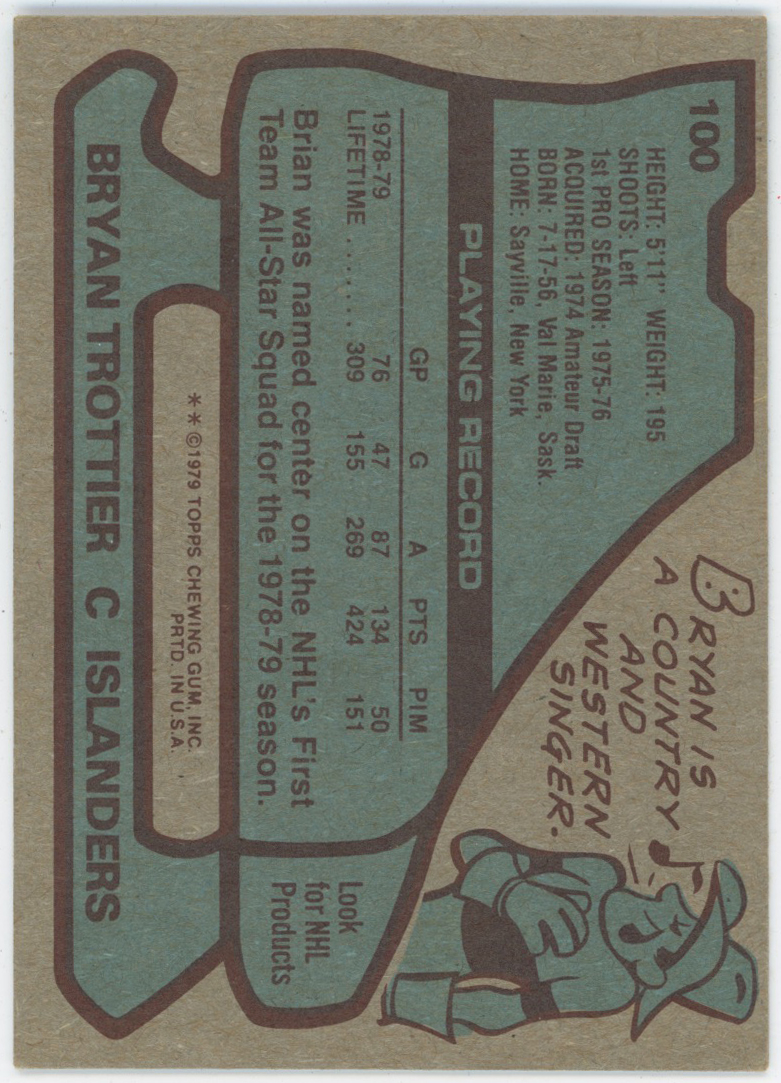 100
HEIGHT: 5'11" WEIGHT: 195
SHOOTS: Left
1st PRO SEASON: 1975-76
ACQUIRED: 1974 Amateur Draft
BORN: 7-17-56, Val Marie, Sask.
HOME: Sayville, New York
BRYAN IS
A COUNTRY
AND
WESTERN
SINGER.
PLAYING RECORD
GP G A PTS PIM
1978-79 76 47 87 134 50
LIFETIME ........ 309 155 269 424 151
Brian was named center on the NHL's First
Team All-Star Squad for the 1978-79 season.
Look
for NHL
Products
**©1979 TOPPS CHEWING GUM, INC.
PRTD. IN U.S.A.
BRYAN TROTTIER C ISLANDERS